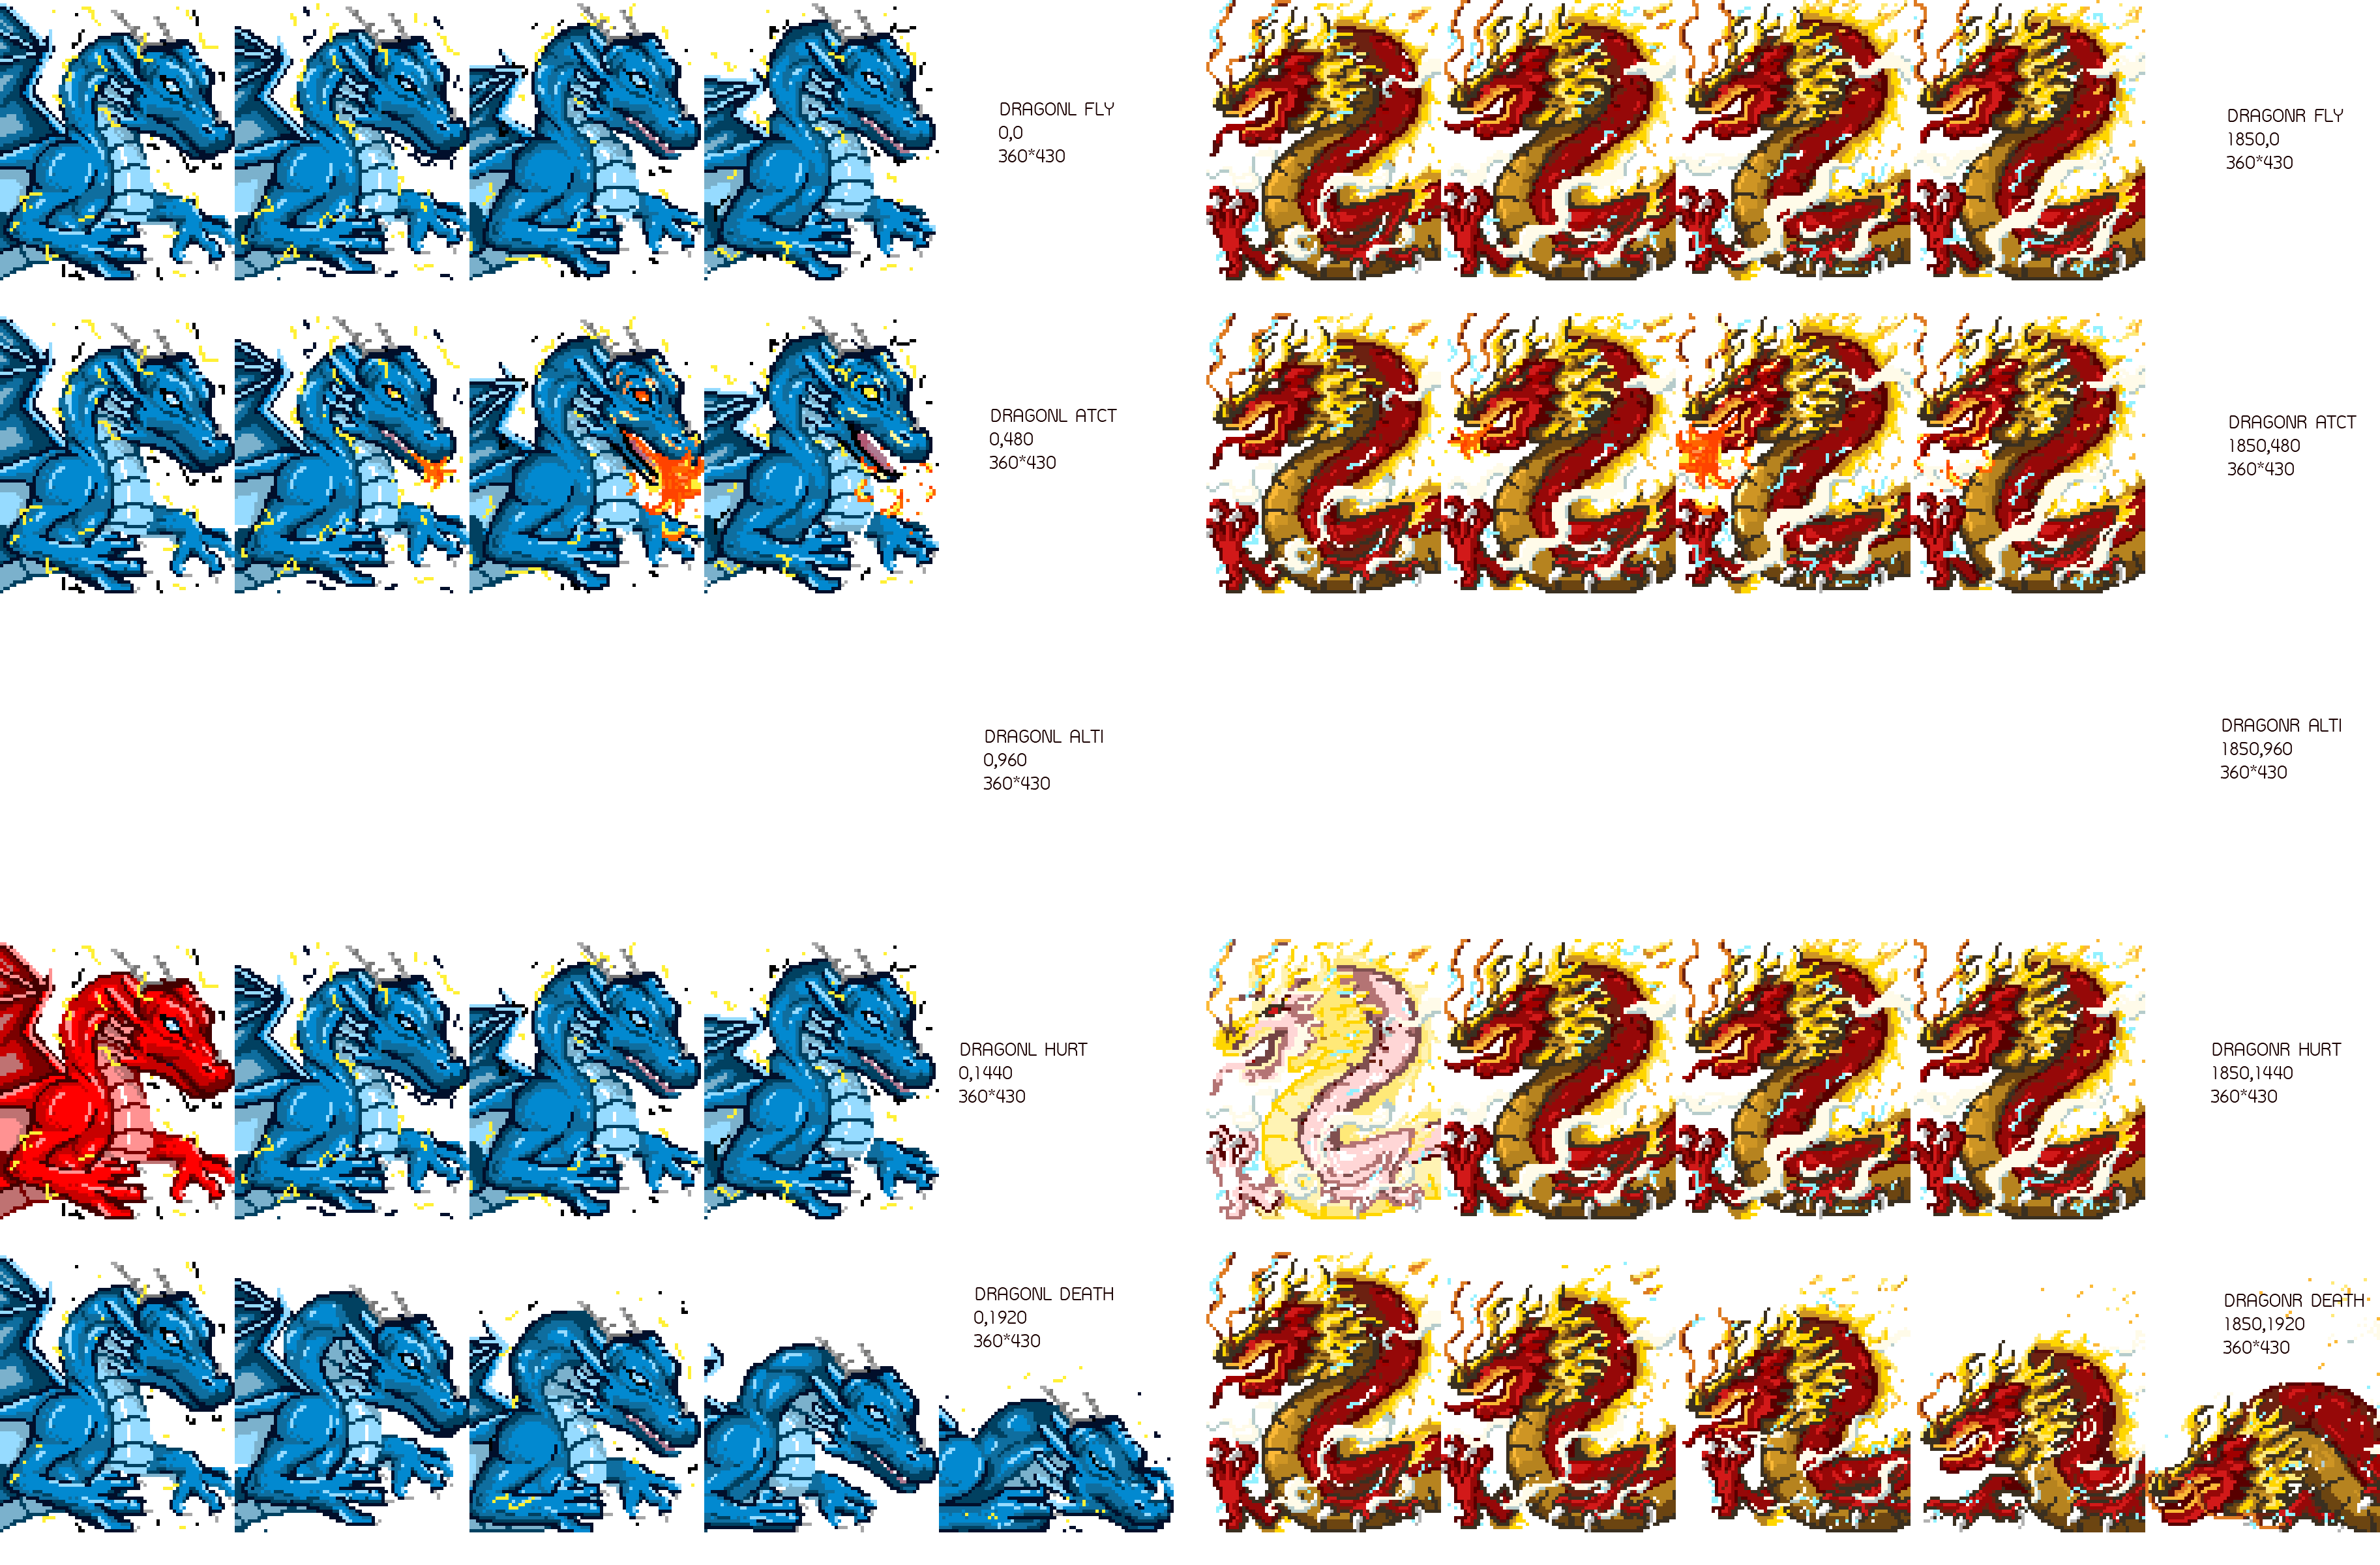 DRAGONL FLY
0,0
360*430
DRAGONR FLY
1850,0
360*430
DRAGONL ATCT
0,480
360*430
DRAGONR ATCT
1850,480
360*430
DRAGONL ALTI
0,960
360*430
DRAGONR ALTI
1850,960
360*430
DRAGONL HURT
0,1440
360*430
DRAGONR HURT
1850,1440
360*430
DRAGONL DEATH
0,1920
360*430
DRAGONR DEATH
1850,1920
360*430